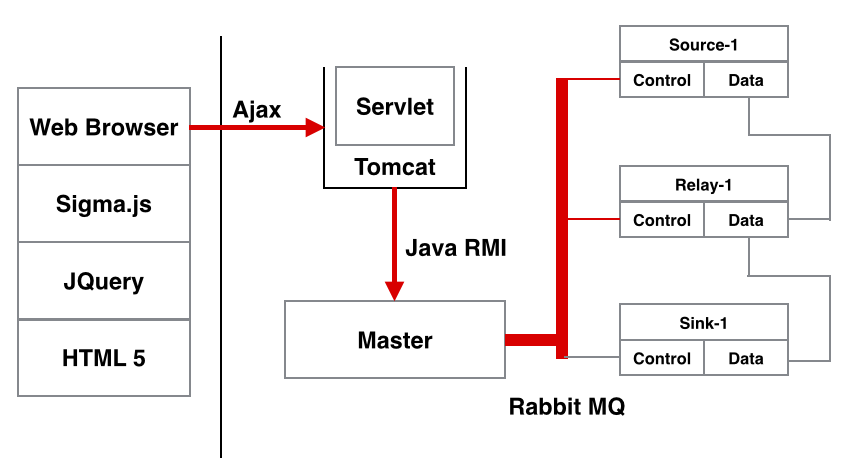 Web Browser
Sigma.js
JQuery
HTML 5
Ajax
Servlet
Tomcat
Java RMI
Master
Rabbit MQ
Source-1
Control Data
Relay-1
Control Data
Sink-1
Control Data